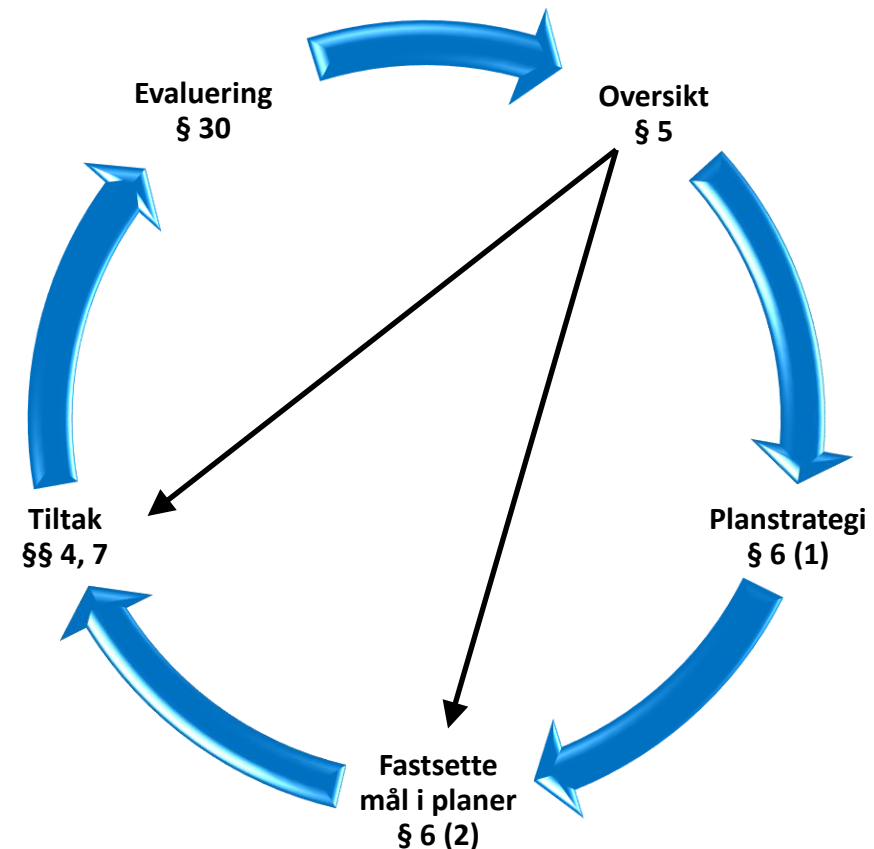 Evaluering
§ 30
Oversikt
§ 5
Planstrategi
§ 6 (1)
Fastsette
mål i planer
§ 6 (2)
Tiltak
§§ 4, 7